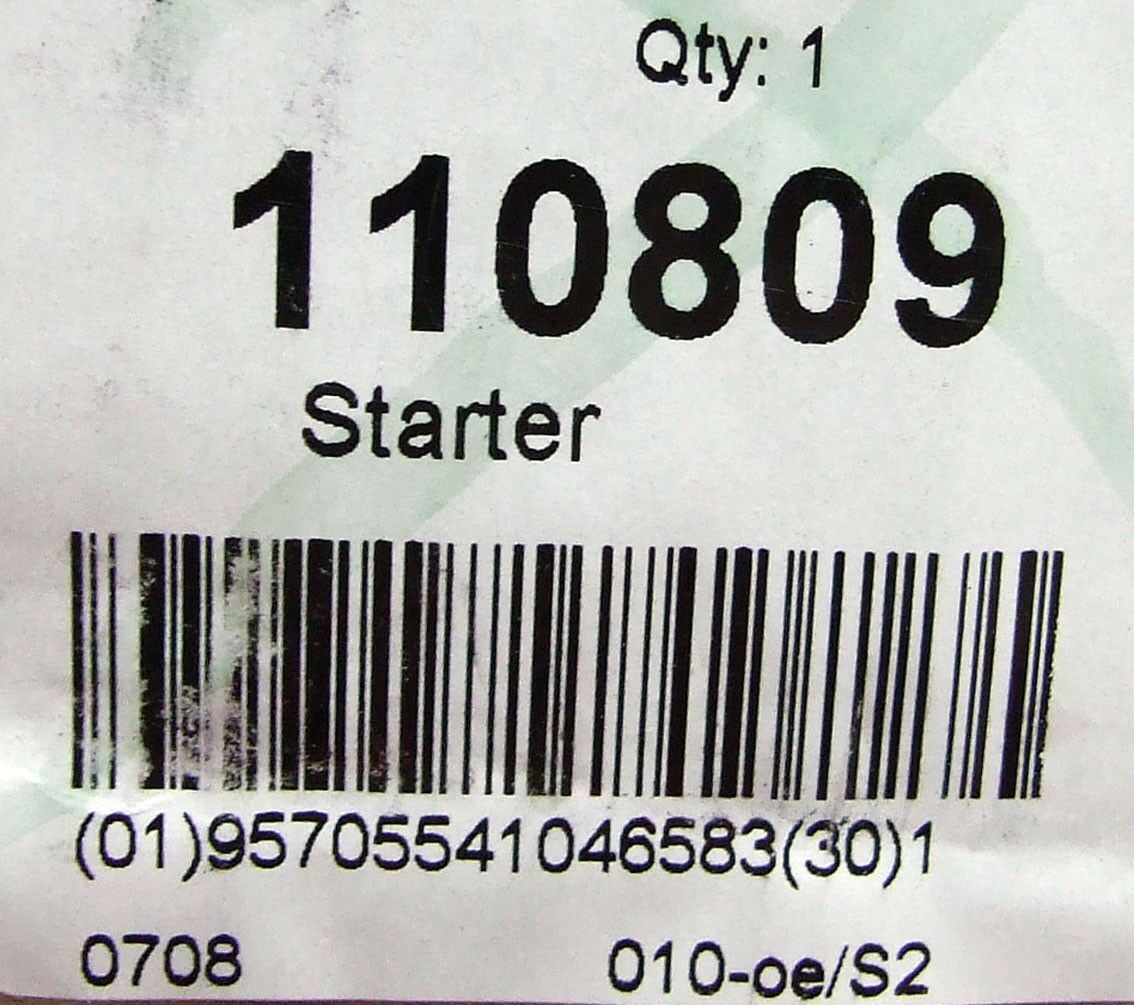 Qty: 1
110809
Starter
(01)95705541046583(30)1
0708 010-oe/S2